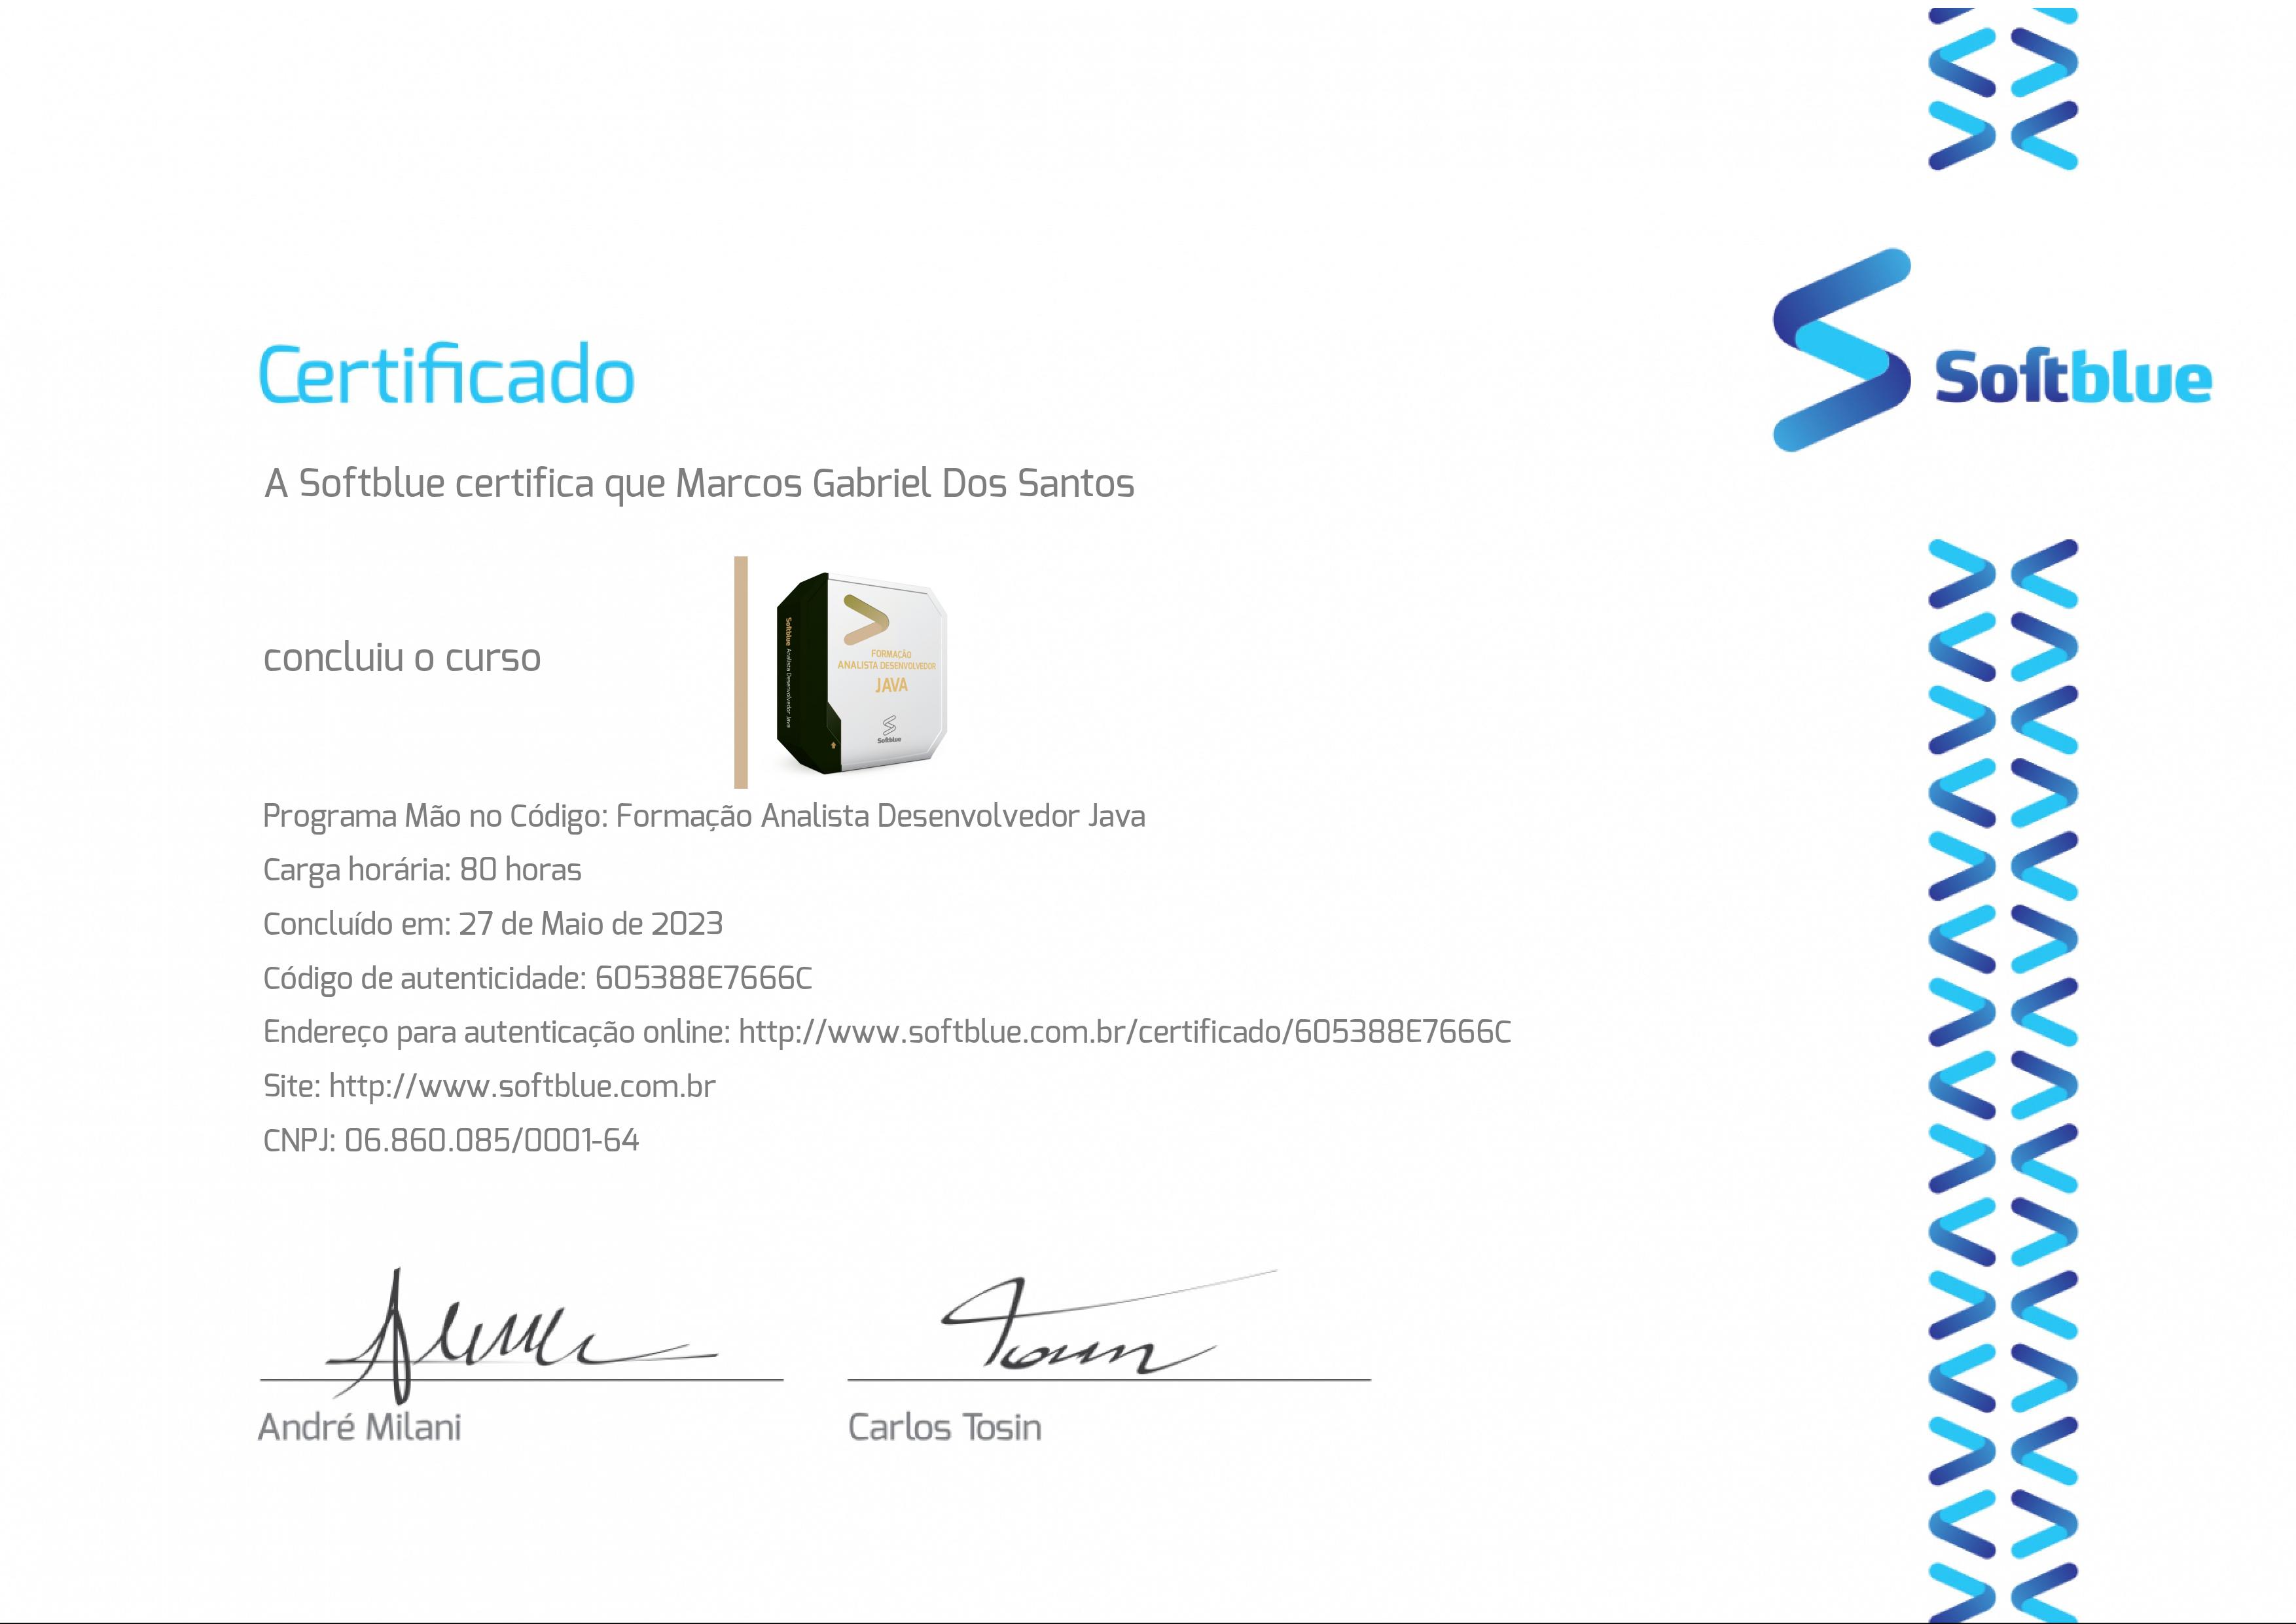 Certificado
Softblue
A Softblue certifica que Marcos Gabriel Dos Santos
concluiu o curso
Softblue Analista Desenvolvedor Java
FORMAÇÃO
ANALISTA DESENVOLVEDOR
JAVA
Softblue
Programa Mão no Código: Formação Analista Desenvolvedor Java
Carga horária: 80 horas
Concluído em: 27 de Maio de 2023
Código de autenticidade: 605388E7666C
Endereço para autenticação online: http://www.softblue.com.br/certificado/605388E7666C
Site: http://www.softblue.com.br
CNPJ: 06.860.085/0001-64
André Milani
Carlos Tosin